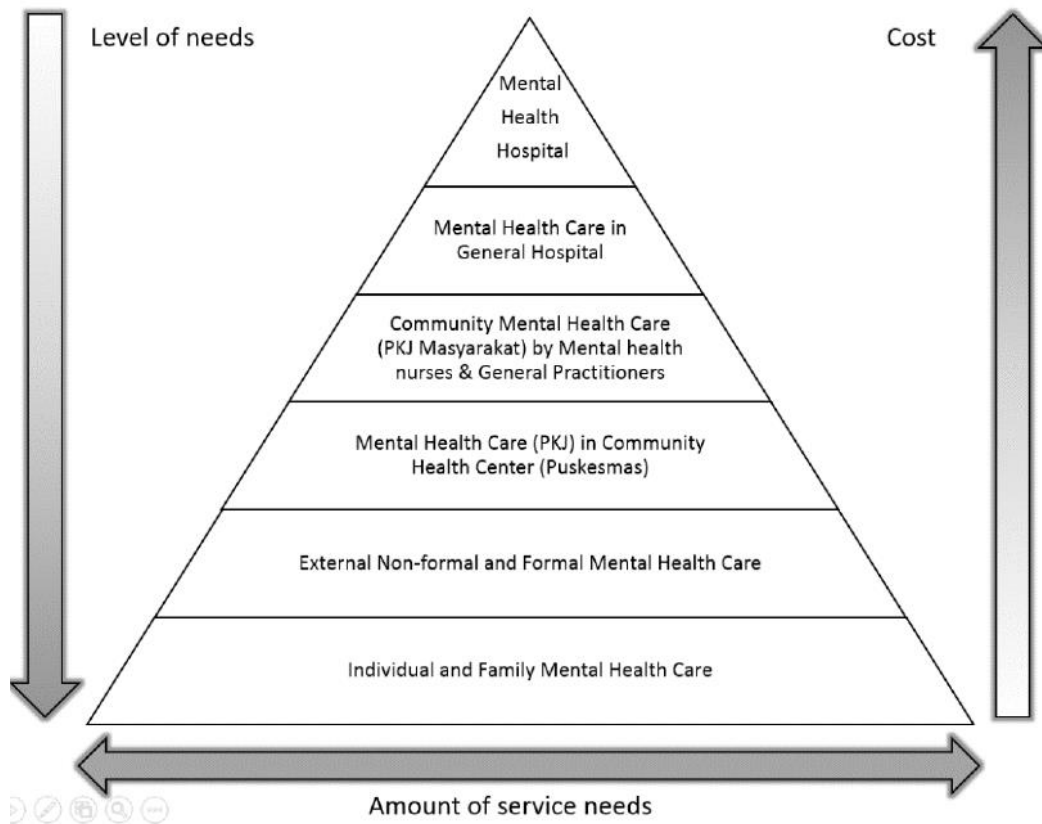 Level of needs
Cost
Mental
Health
Hospital
Mental Health Care in
General Hospital
Community Mental Health Care
(PKJ Masyarakat) by Mental health
nurses & General Practitioners
Mental Health Care (PKJ) in Community
Health Center (Puskesmas)
External Non-formal and Formal Mental Health Care
Individual and Family Mental Health Care
Amount of service needs